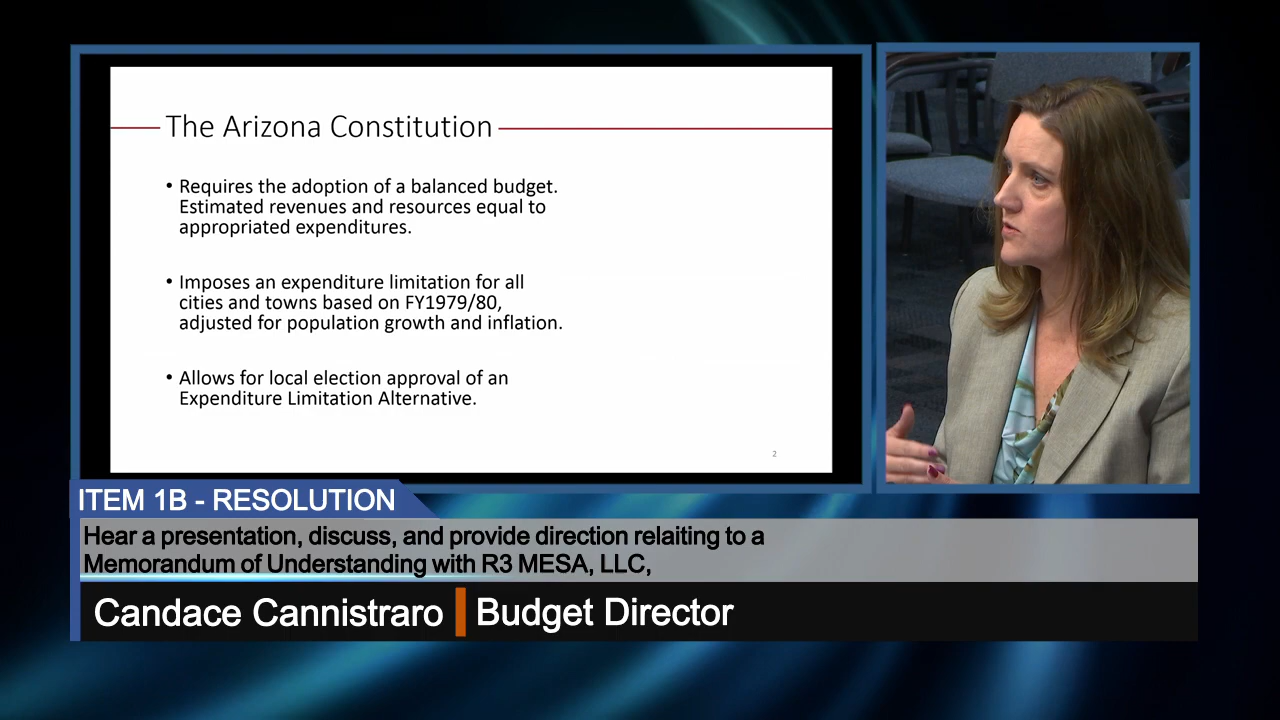 The Arizona Constitution
• Requires the adoption of a balanced budget.
Estimated revenues and resources equal to
appropriated expenditures.
• Imposes an expenditure limitation for all
cities and towns based on FY1979/80,
adjusted for population growth and inflation.
• Allows for local election approval of an
Expenditure Limitation Alternative.
2
ITEM 1B - RESOLUTION
Hear a presentation, discuss, and provide direction relaiting to a
Memorandum of Understanding with R3 MESA, LLC,
Candace Cannistraro Budget Director